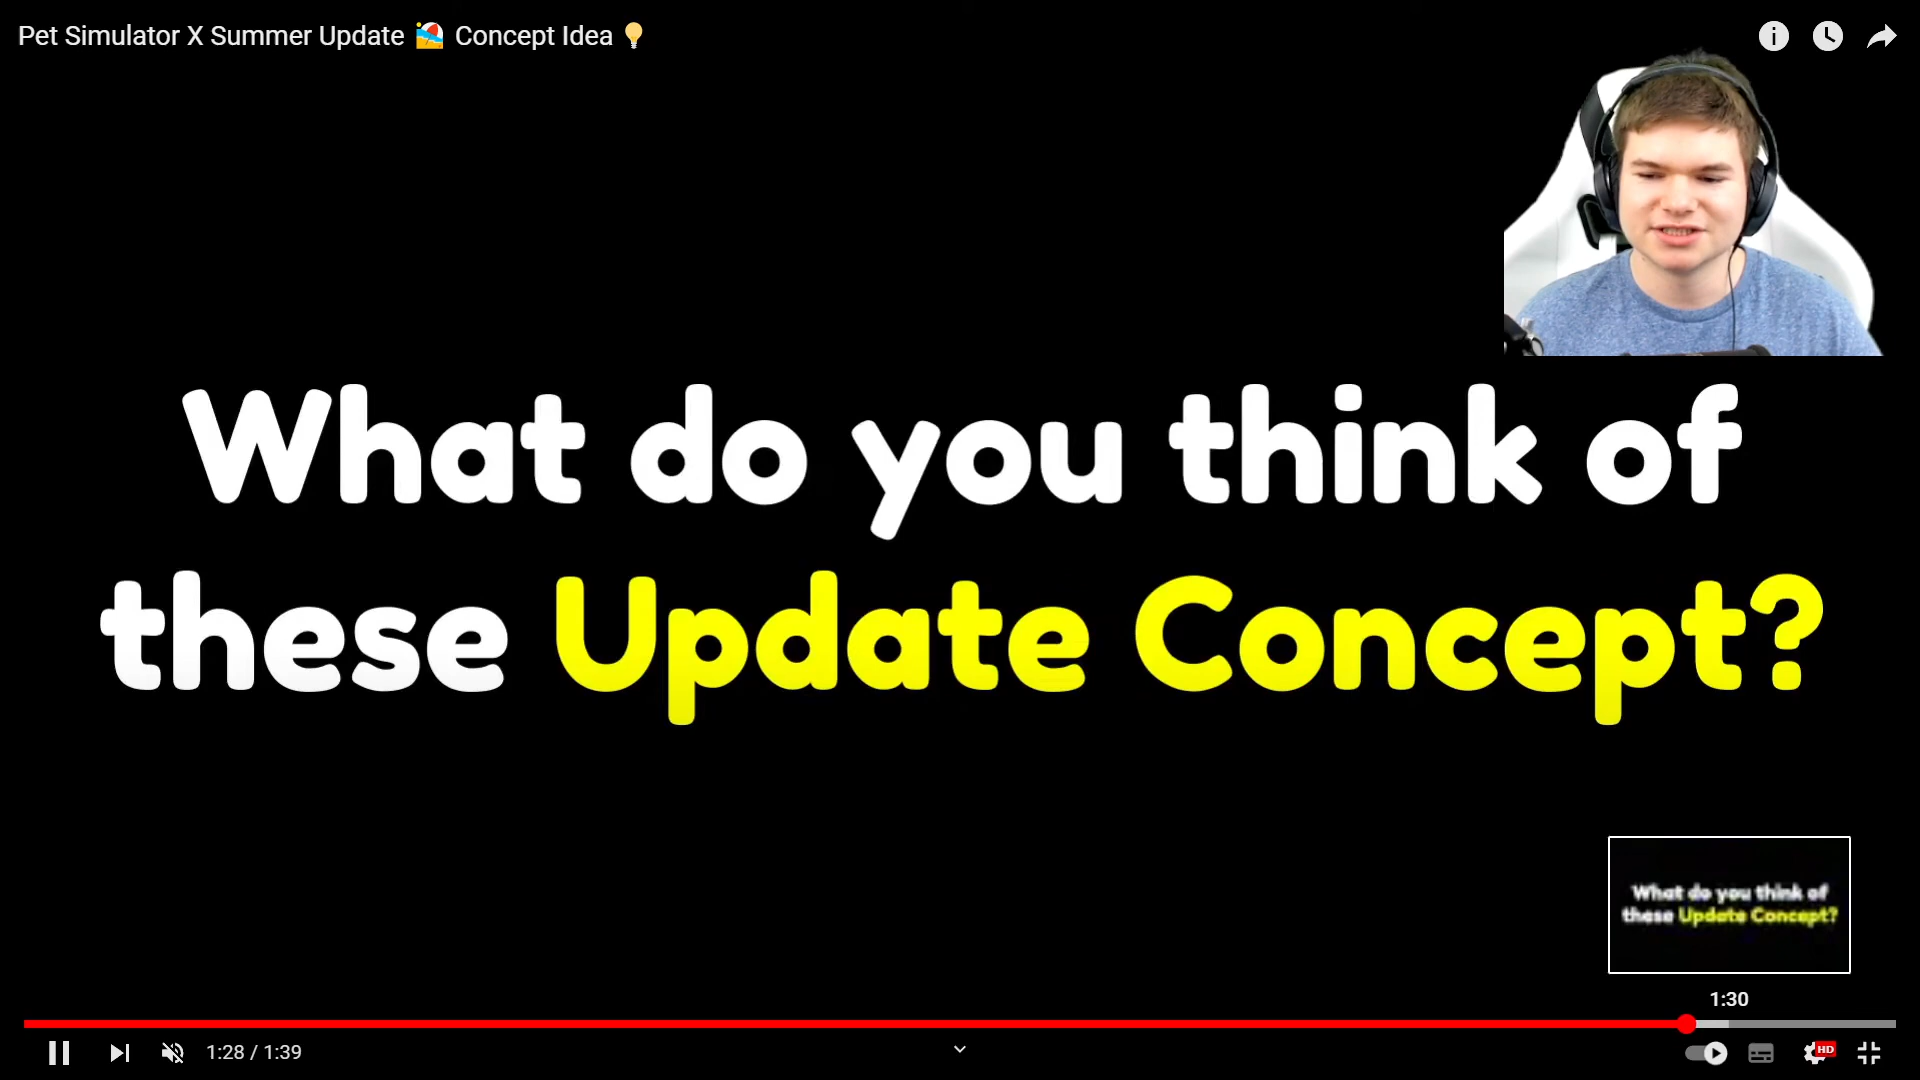 Pet Simulator X Summer Update 🏖️ Concept Idea 💡
What do you think of
these Update Concept?
What do you think of
these Update Concept?
1:30
1:28 / 1:39
HD